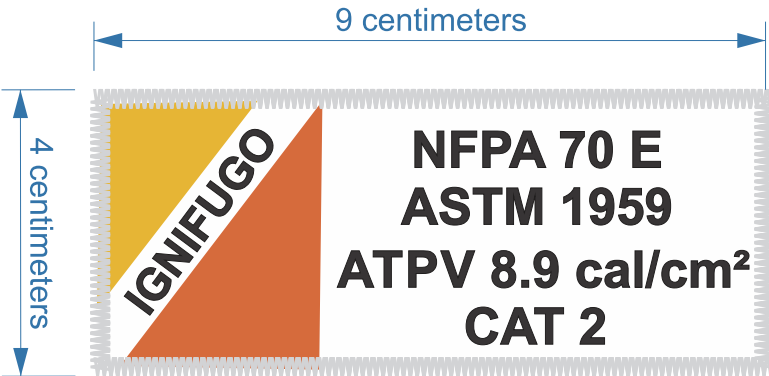 9 centimeters
4 centimeters
IGNIFUGO
NFPA 70 E
ASTM 1959
ATPV 8.9 cal/cm²
CAT 2